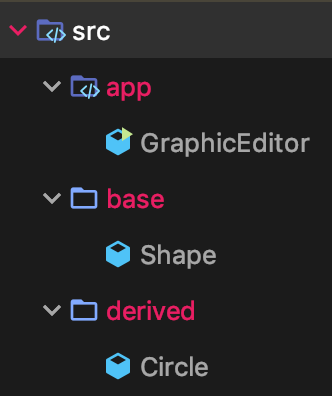 src
app
GraphicEditor
base
Shape
derived
Circle